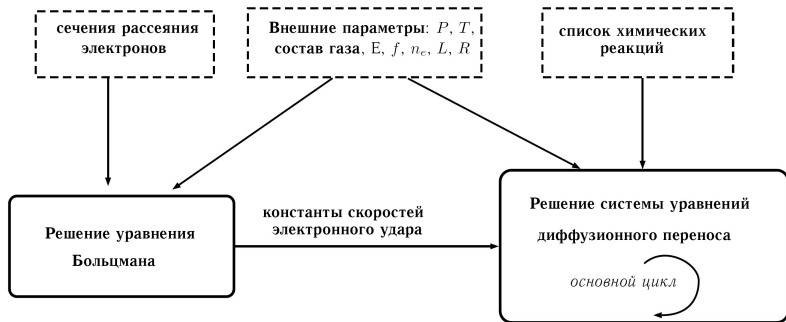 сечения рассеяния
электронов
Внешние параметры: P, T,
состав газа, E, f, nₑ, L, R
список химических
реакций
Решение уравнения
Больцмана
константы скоростей
электронного удара
Решение системы уравнений
диффузионного переноса
основной цикл